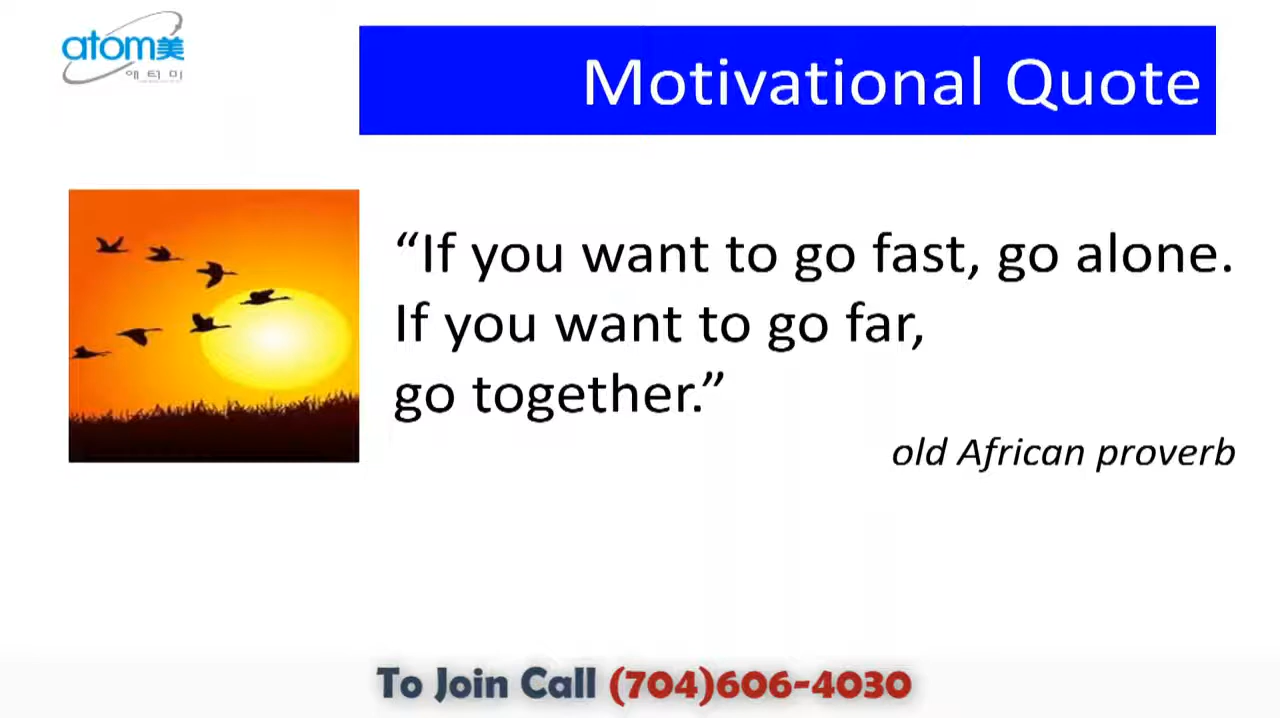 atom美
애터미
Motivational Quote
“If you want to go fast, go alone.
If you want to go far,
go together.”
old African proverb
To Join Call (704)606-4030